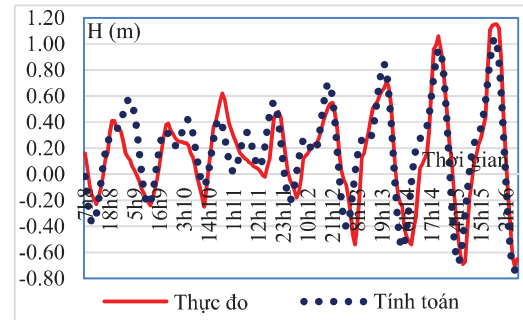 H (m)
1.20
1.00
0.80
0.60
0.40
0.20
0.00
-0.20
-0.40
-0.60
-0.80
Thời gian
7h8
18h8
5h9
16h9
3h10
14h10
1h11
12h11
23h11
10h12
21h12
8h13
19h13
17h14
15h15
2h16
Thực đo
Tính toán